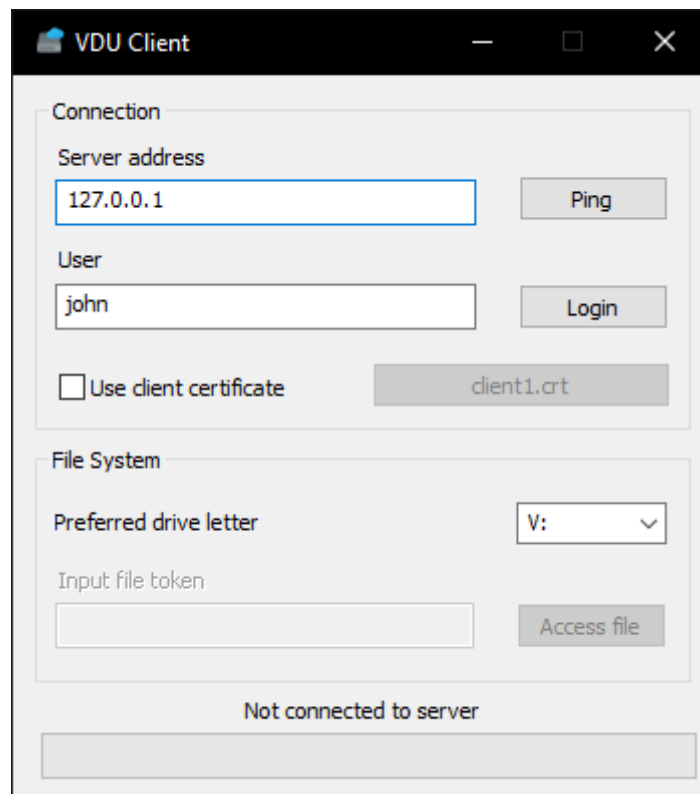 VDU Client
Connection
Server address
127.0.0.1
Ping
User
john
Login
Use client certificate
client1.crt
File System
Preferred drive letter
V:
Input file token
Access file
Not connected to server